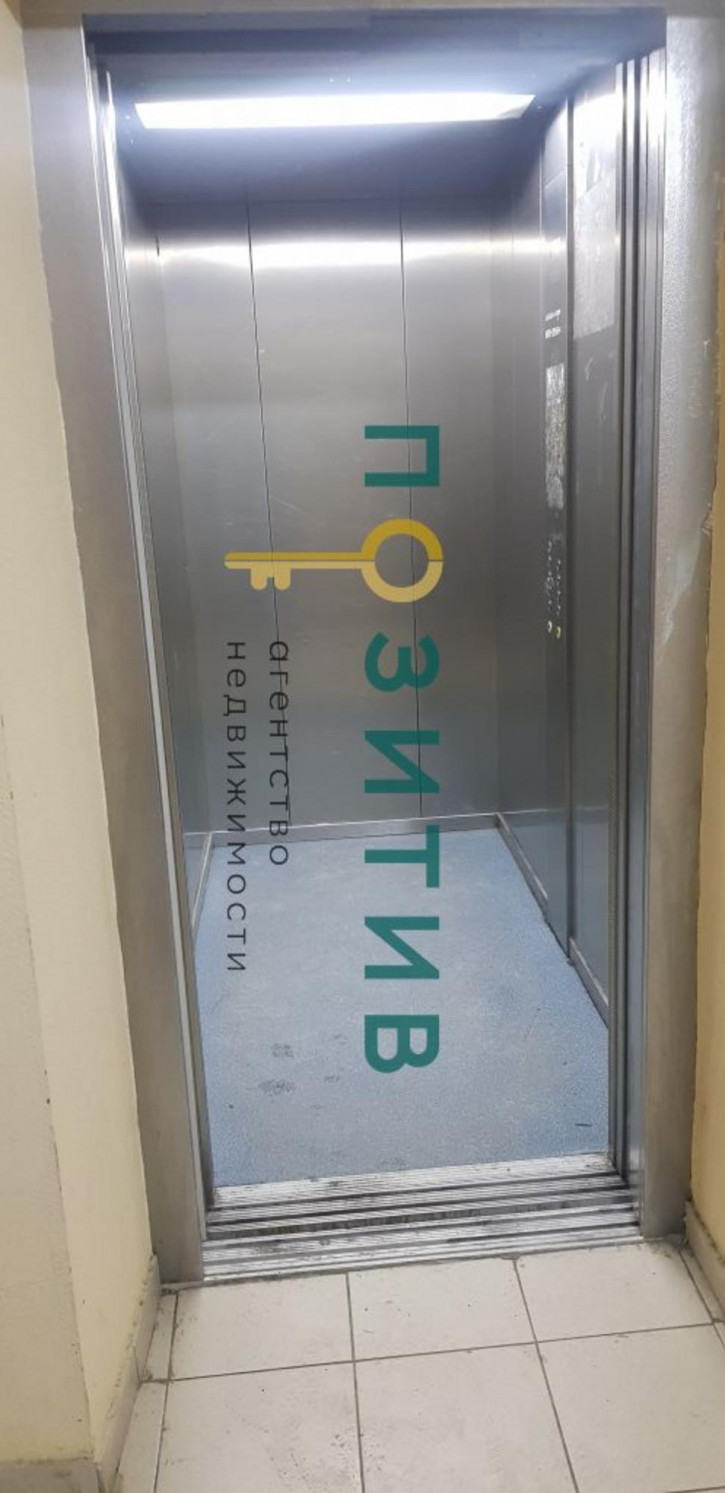 ПОЗИТИВ
агентство
недвижимости